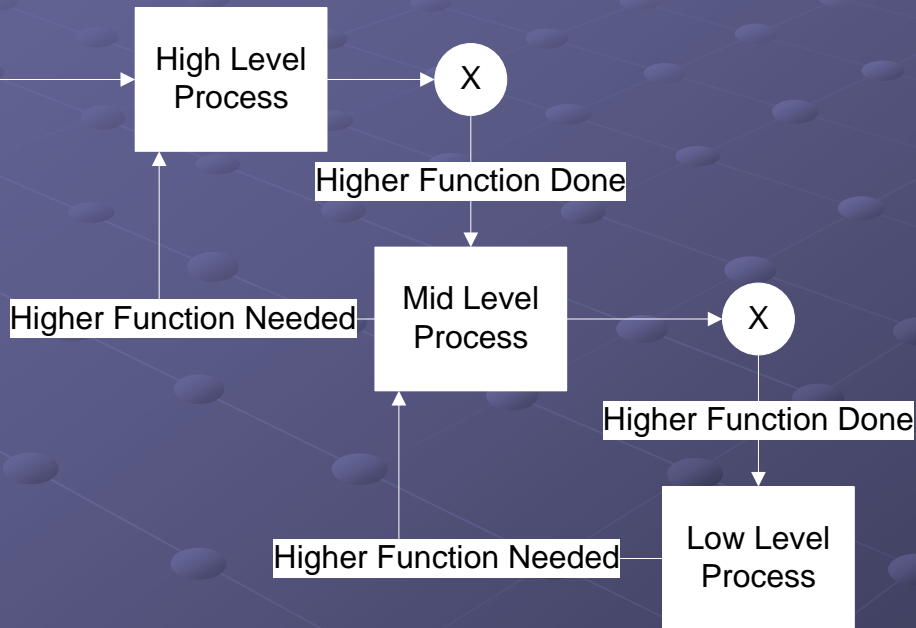 High Level
Process
X
Higher Function Done
Mid Level
Process
Higher Function Needed
X
Higher Function Done
Low Level
Process
Higher Function Needed